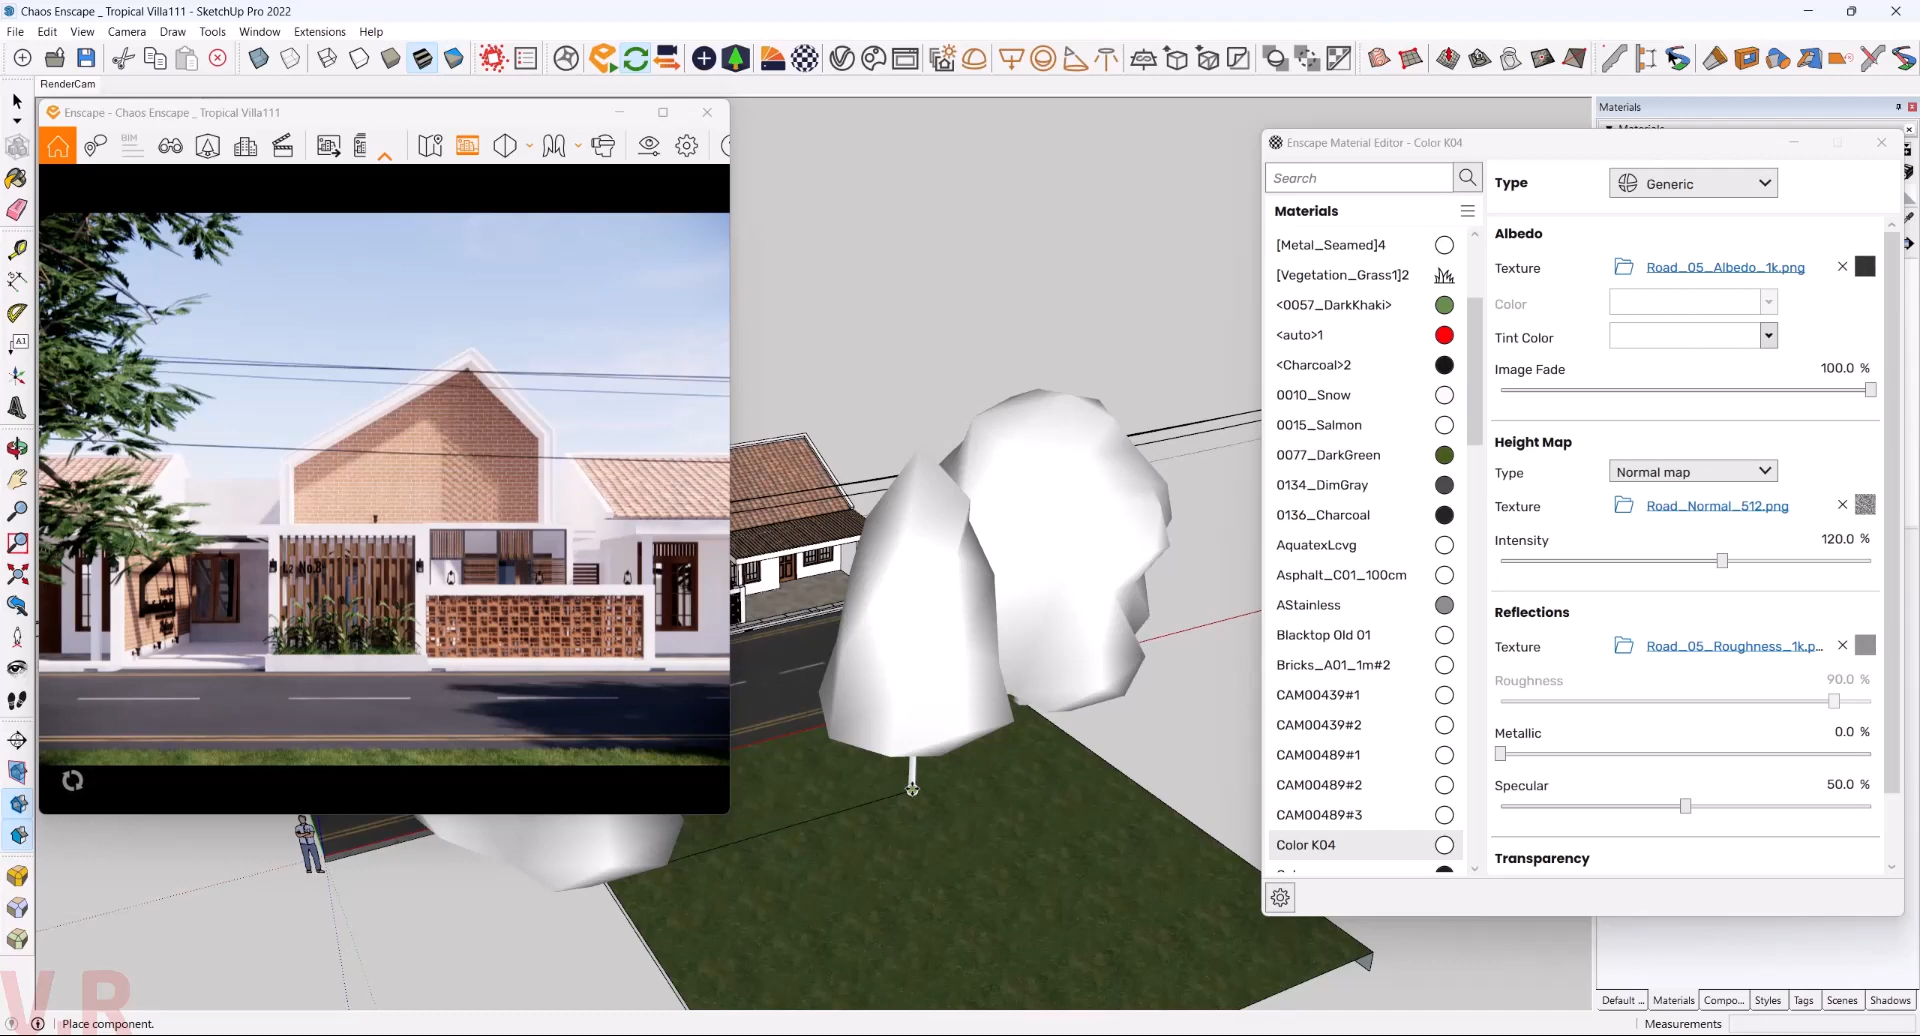 Chaos Enscape _ Tropical Villa111 - SketchUp Pro 2022
File Edit View Camera Draw Tools Window Extensions Help
RenderCam
Enscape - Chaos Enscape _ Tropical Villa111
BIM
A1
L2 No.8
Materials
Enscape Material Editor - Color K04
Search
Materials
[Metal_Seamed]4
[Vegetation_Grass1]2
<0057_DarkKhaki>
<auto>1
<Charcoal>2
0010_Snow
0015_Salmon
0077_DarkGreen
0134_DimGray
0136_Charcoal
AquatexLcvg
Asphalt_C01_100cm
AStainless
Blacktop Old 01
Bricks_A01_1m#2
CAM00439#1
CAM00439#2
CAM00489#1
CAM00489#2
CAM00489#3
Color K04
Type Generic
Albedo
Texture Road_05_Albedo_1k.png
Color
Tint Color
Image Fade 100.0 %
Height Map
Type Normal map
Texture Road_Normal_512.png
Intensity 120.0 %
Reflections
Texture Road_05_Roughness_1k.p...
Roughness 90.0 %
Metallic 0.0 %
Specular 50.0 %
Transparency
Default ... Materials Compo... Styles Tags Scenes Shadows
V.R
Place component.
Measurements